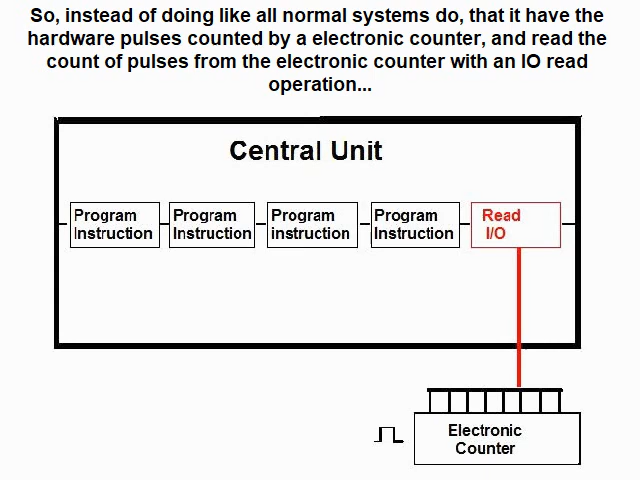 So, instead of doing like all normal systems do, that it have the
hardware pulses counted by a electronic counter, and read the
count of pulses from the electronic counter with an IO read
operation...
Central Unit
Program
Instruction
Program
Instruction
Program
instruction
Program
Instruction
Read
I/O
Electronic
Counter